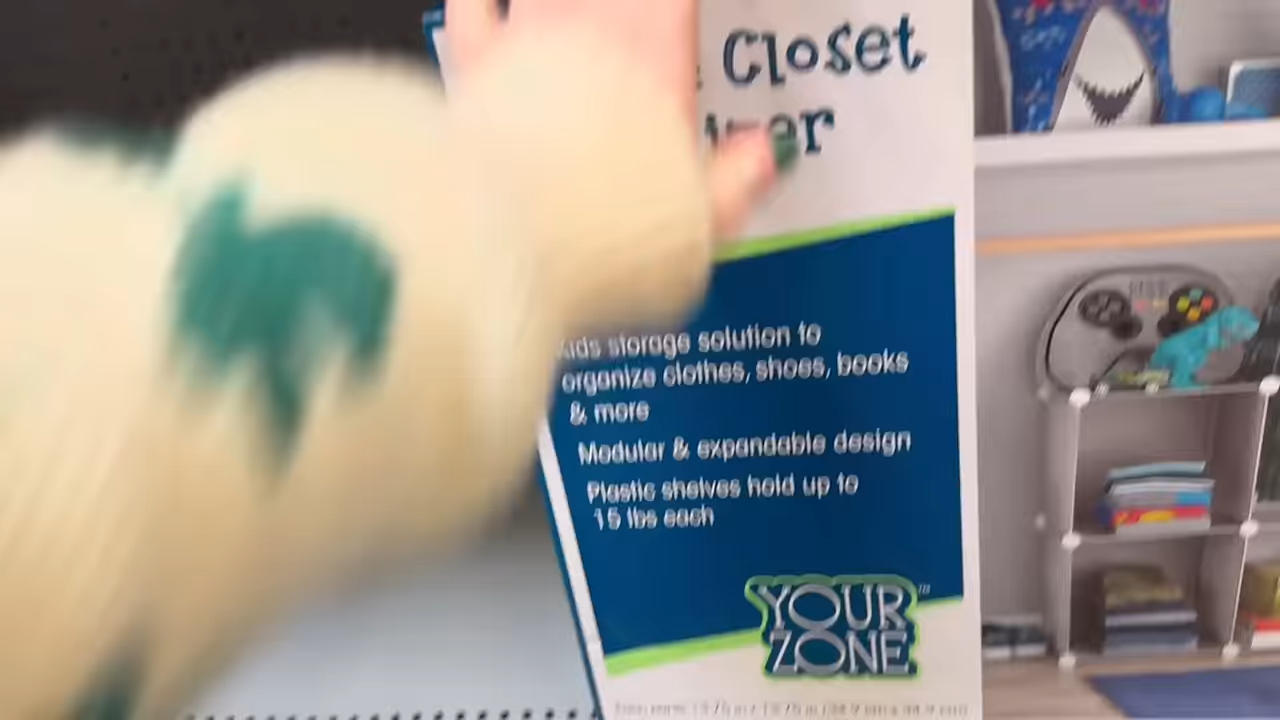 Closet
kids storage solution to
organize clothes, shoes, books
& more
Modular & expandable design
Plastic shelves hold up to
15 lbs each
YOUR
ZONE